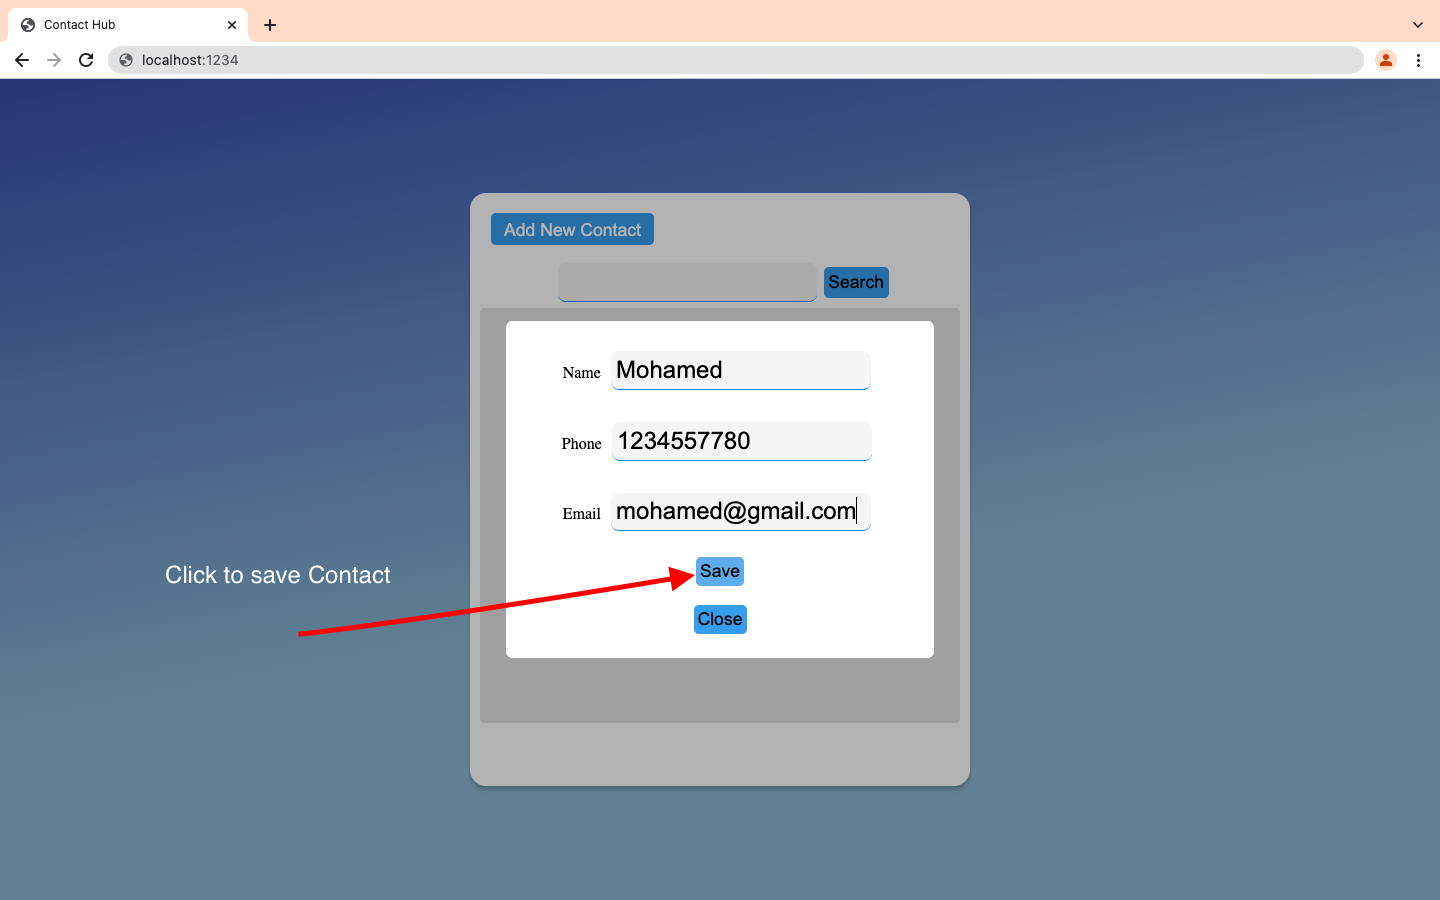 Contact Hub
localhost:1234
Add New Contact
Search
Name Mohamed
Phone 1234557780
Email mohamed@gmail.com
Click to save Contact
Save
Close